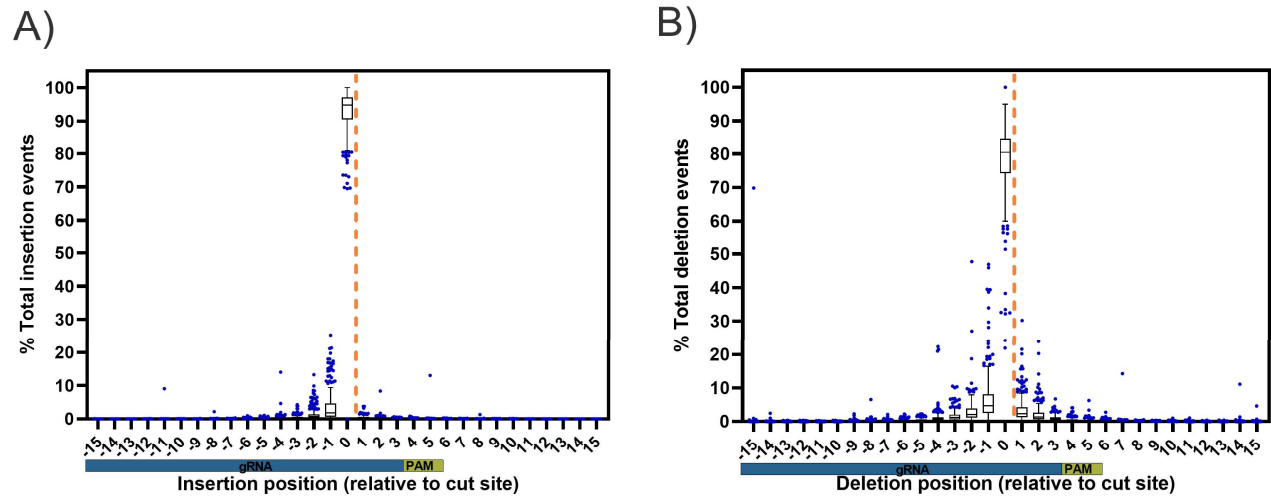 A)
% Total insertion events
100
90
80
70
60
50
40
30
20
10
0
-15 -14 -13 -12 -11 -10 -9 -8 -7 -6 -5 -4 -3 -2 -1 0 1 2 3 4 5 6 7 8 9 10 11 12 13 14 15
gRNA PAM
Insertion position (relative to cut site)
B)
% Total deletion events
100
90
80
70
60
50
40
30
20
10
0
-15 -14 -13 -12 -11 -10 -9 -8 -7 -6 -5 -4 -3 -2 -1 0 1 2 3 4 5 6 7 8 9 10 11 12 13 14 15
gRNA PAM
Deletion position (relative to cut site)